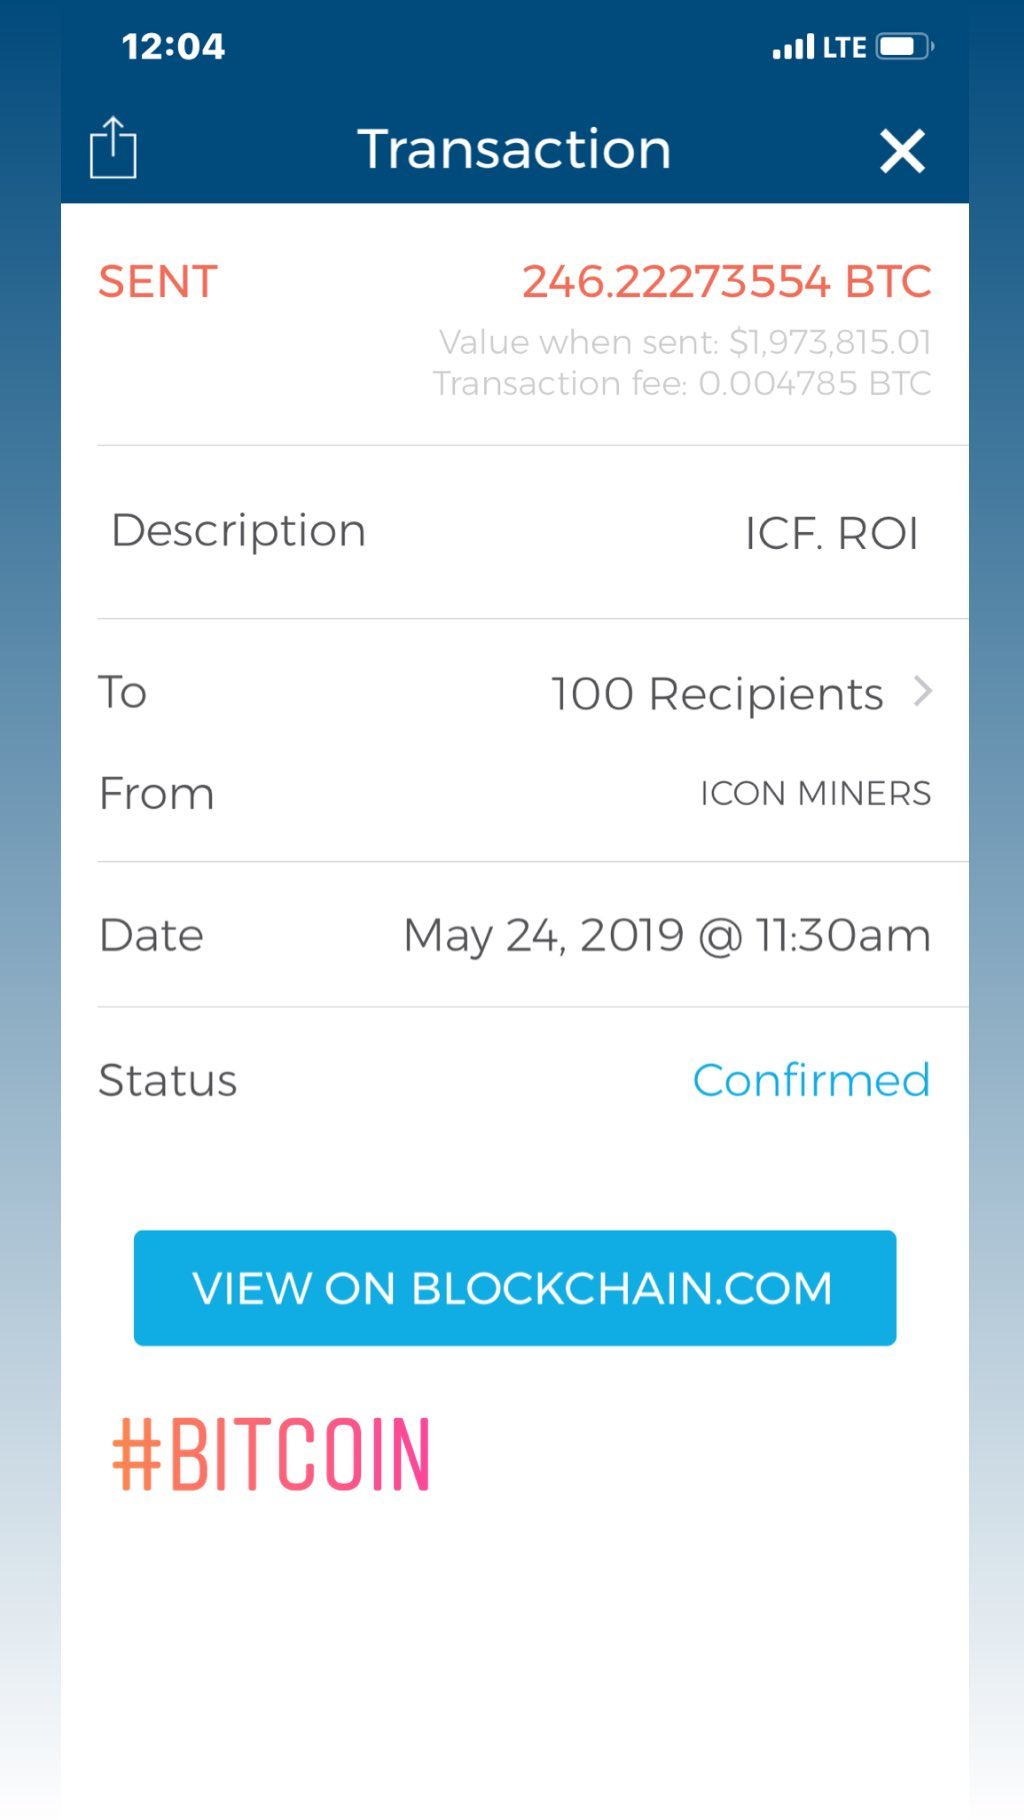 12:04 LTE
Transaction
SENT 246.22273554 BTC
Value when sent: $1,973,815.01
Transaction fee: 0.004785 BTC
Description ICF. ROI
To 100 Recipients
From ICON MINERS
Date May 24, 2019 @ 11:30am
Status Confirmed
VIEW ON BLOCKCHAIN.COM
#BITCOIN